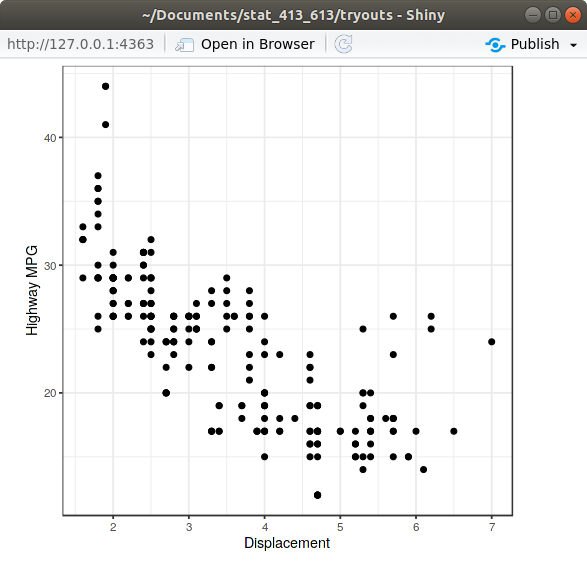 ~/Documents/stat_413_613/tryouts - Shiny
http://127.0.0.1:4363 Open in Browser Publish
40
30
20
Highway MPG
2 3 4 5 6 7
Displacement